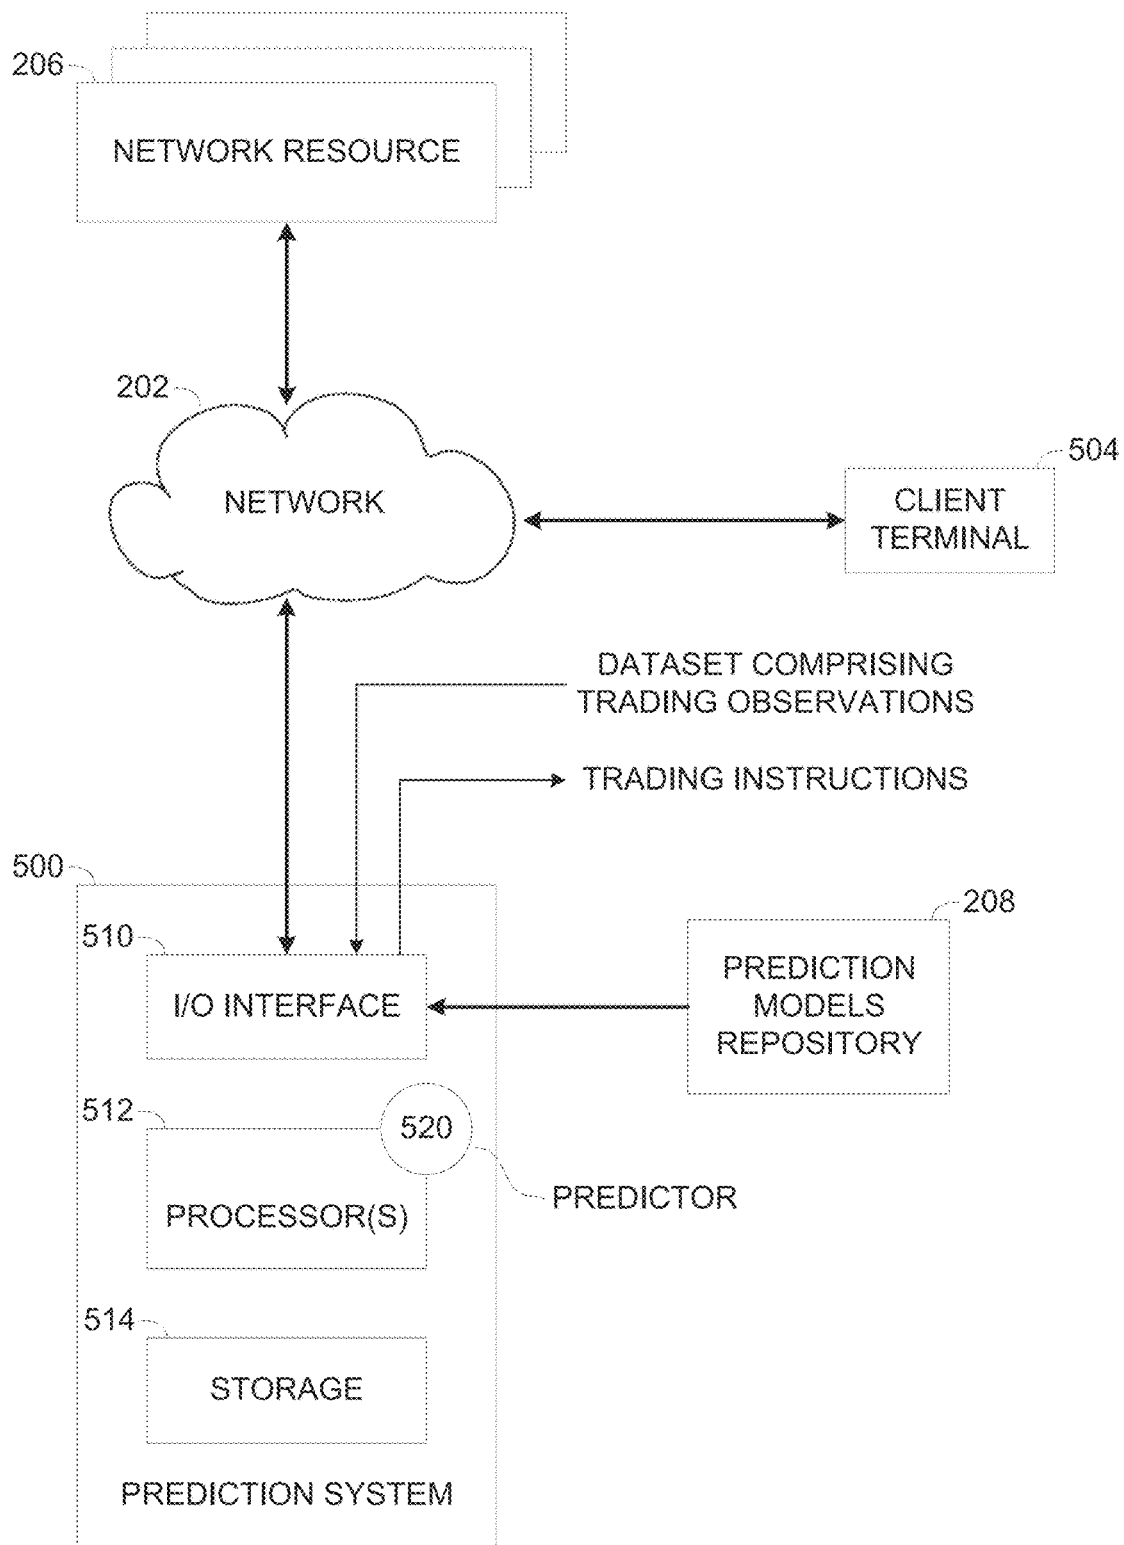 206
NETWORK RESOURCE
202
NETWORK
504
CLIENT
TERMINAL
DATASET COMPRISING
TRADING OBSERVATIONS
TRADING INSTRUCTIONS
500
510
I/O INTERFACE
208
PREDICTION
MODELS
REPOSITORY
512
520
PROCESSOR(S)
PREDICTOR
514
STORAGE
PREDICTION SYSTEM